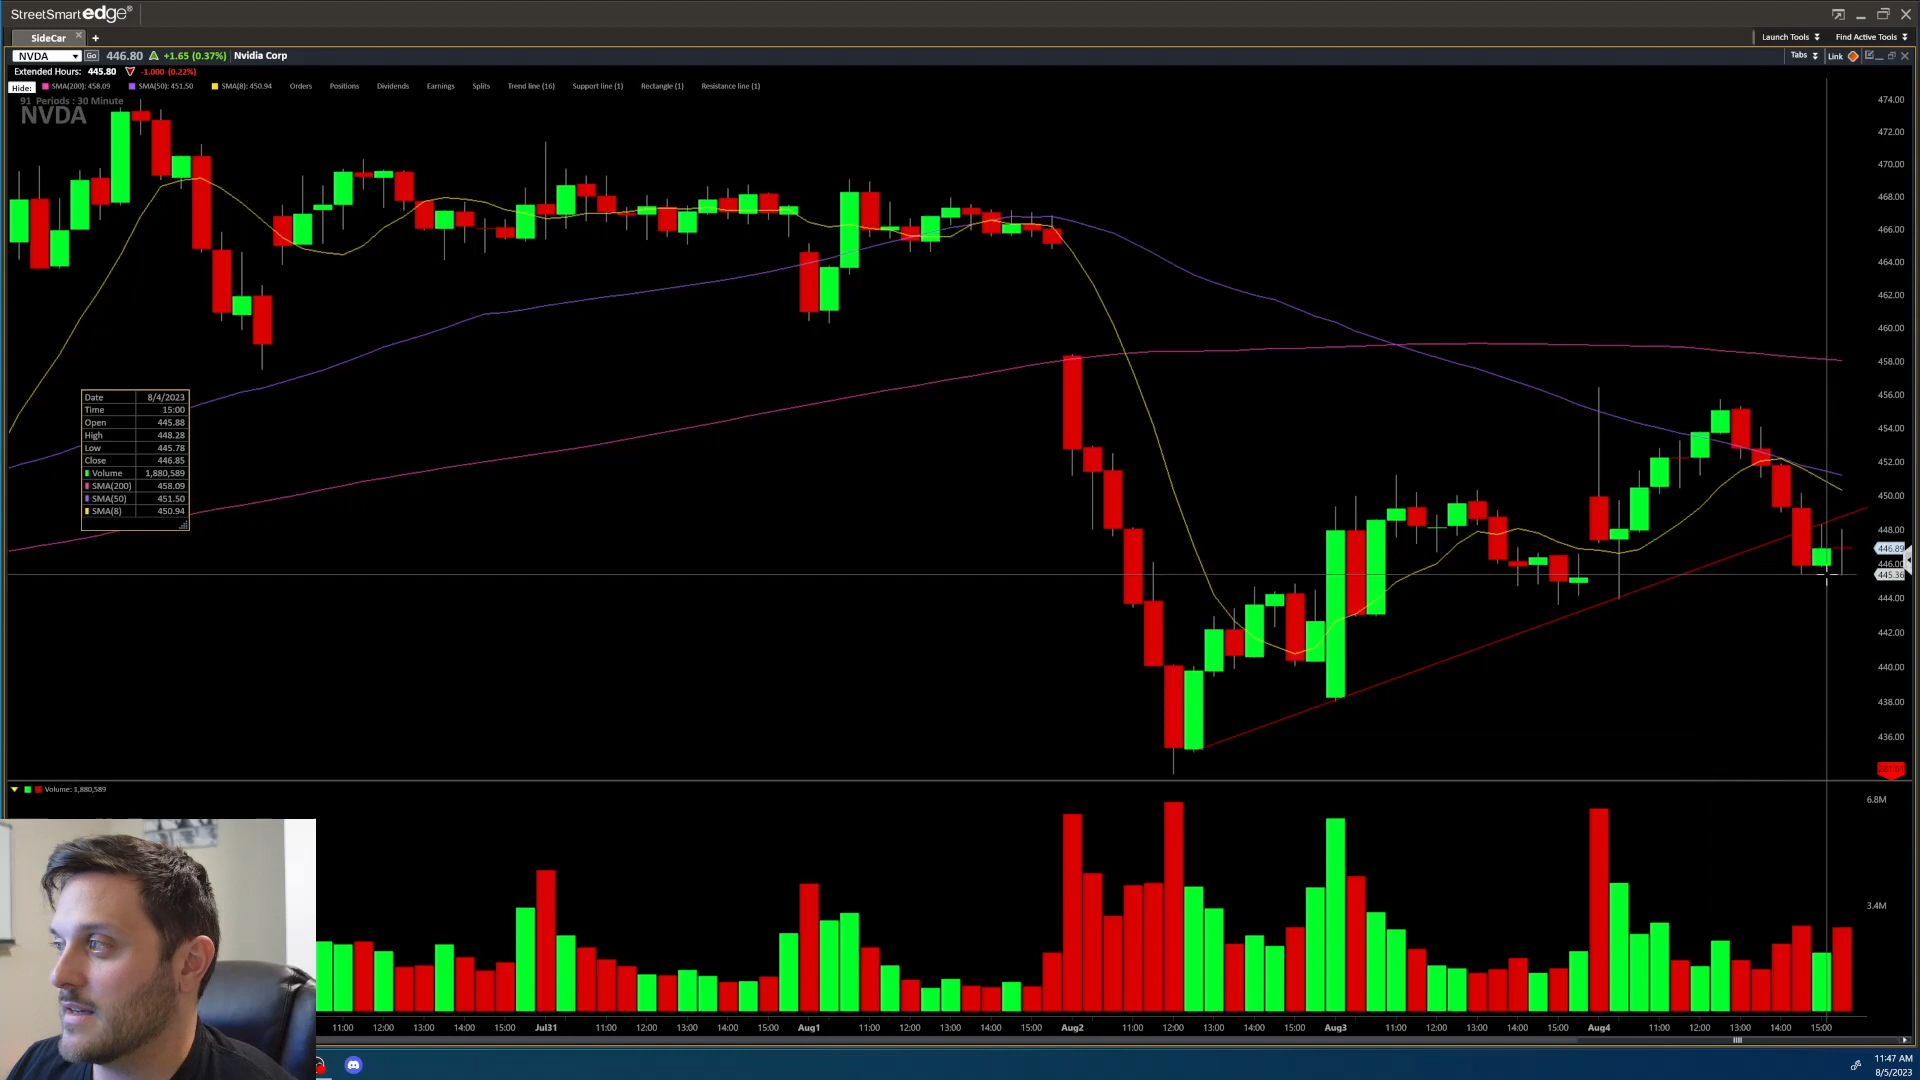 StreetSmartedge®
SideCar
Launch Tools
Find Active Tools
NVDA Go 446.80 +1.65 (0.37%) Nvidia Corp
Tabs Link
Extended Hours: 445.80 -1.000 (0.22%)
Hide: SMA(200): 458.09 SMA(50): 451.50 SMA(8): 450.94 Orders Positions Dividends Earnings Splits Trend line (16) Support line (1) Rectangle (1) Resistance line (1)
91 Periods : 30 Minute
NVDA
474.00
472.00
470.00
468.00
466.00
464.00
462.00
460.00
458.00
456.00
454.00
452.00
450.00
448.00
446.89
446.00
445.36
444.00
442.00
440.00
438.00
436.00
Date 8/4/2023
Time 15:00
Open 445.88
High 448.28
Low 445.78
Close 446.85
Volume 1,880,589
SMA(200) 458.09
SMA(50) 451.50
SMA(8) 450.94
Volume: 1,880,589
6.8M
3.4M
11:00 12:00 13:00 14:00 15:00 Jul31 11:00 12:00 13:00 14:00 15:00 Aug1 11:00 12:00 13:00 14:00 15:00 Aug2 11:00 12:00 13:00 14:00 15:00 Aug3 11:00 12:00 13:00 14:00 15:00 Aug4 11:00 12:00 13:00 14:00 15:00
11:47 AM
8/5/2023